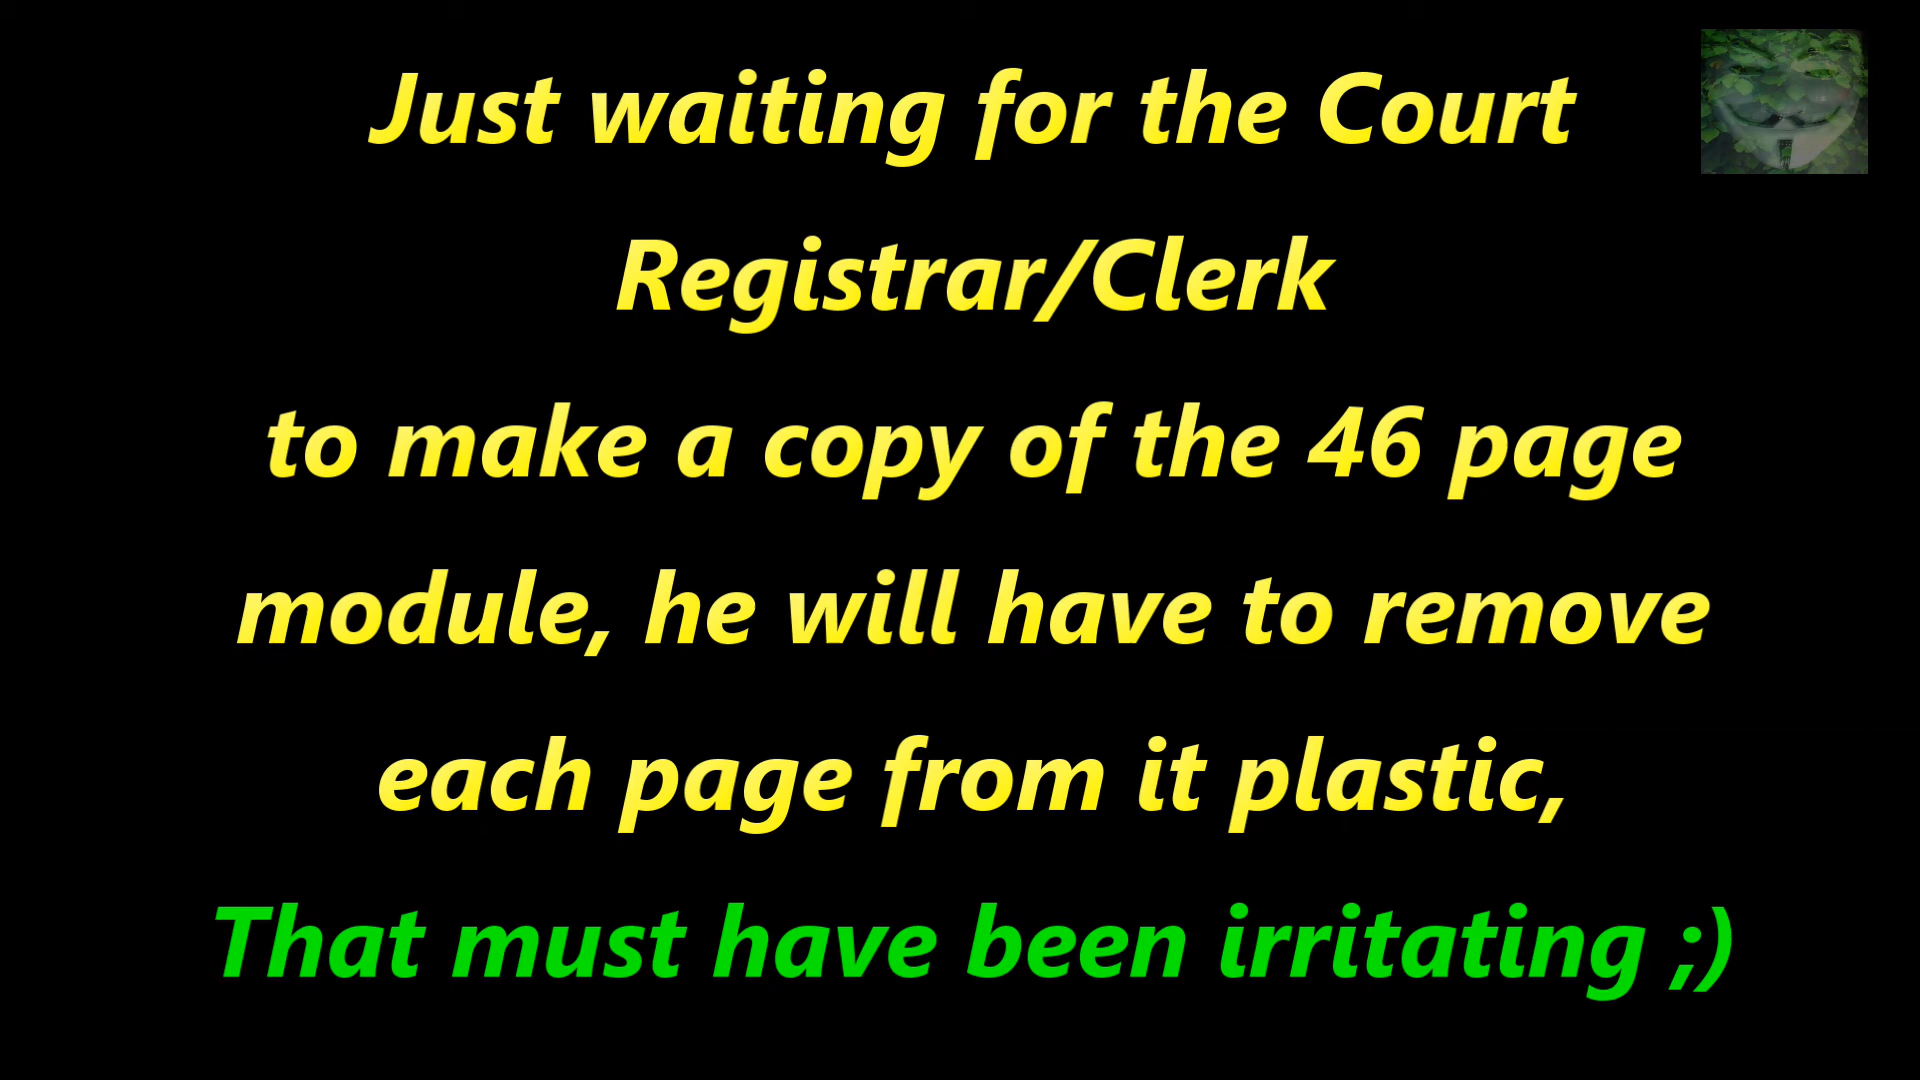 Just waiting for the Court
Registrar/Clerk
to make a copy of the 46 page
module, he will have to remove
each page from it plastic,
That must have been irritating ;)